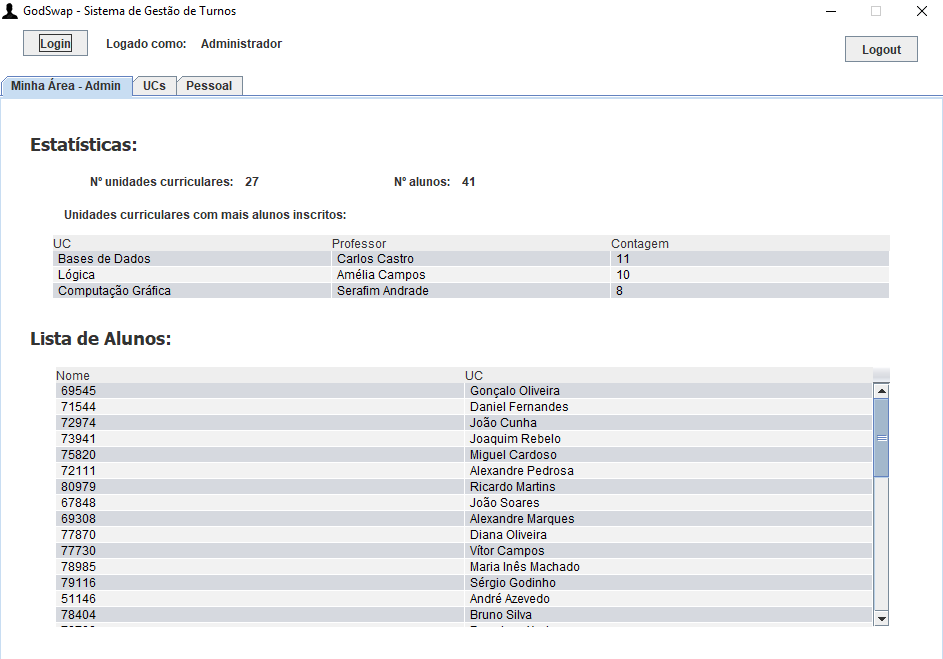 GodSwap - Sistema de Gestão de Turnos
Login Logado como: Administrador Logout
Minha Área - Admin UCs Pessoal
Estatísticas:
Nº unidades curriculares: 27 Nº alunos: 41
Unidades curriculares com mais alunos inscritos:
UC Professor Contagem
Bases de Dados Carlos Castro 11
Lógica Amélia Campos 10
Computação Gráfica Serafim Andrade 8
Lista de Alunos:
Nome UC
69545 Gonçalo Oliveira
71544 Daniel Fernandes
72974 João Cunha
73941 Joaquim Rebelo
75820 Miguel Cardoso
72111 Alexandre Pedrosa
80979 Ricardo Martins
67848 João Soares
69308 Alexandre Marques
77870 Diana Oliveira
77730 Vítor Campos
78985 Maria Inês Machado
79116 Sérgio Godinho
51146 André Azevedo
78404 Bruno Silva